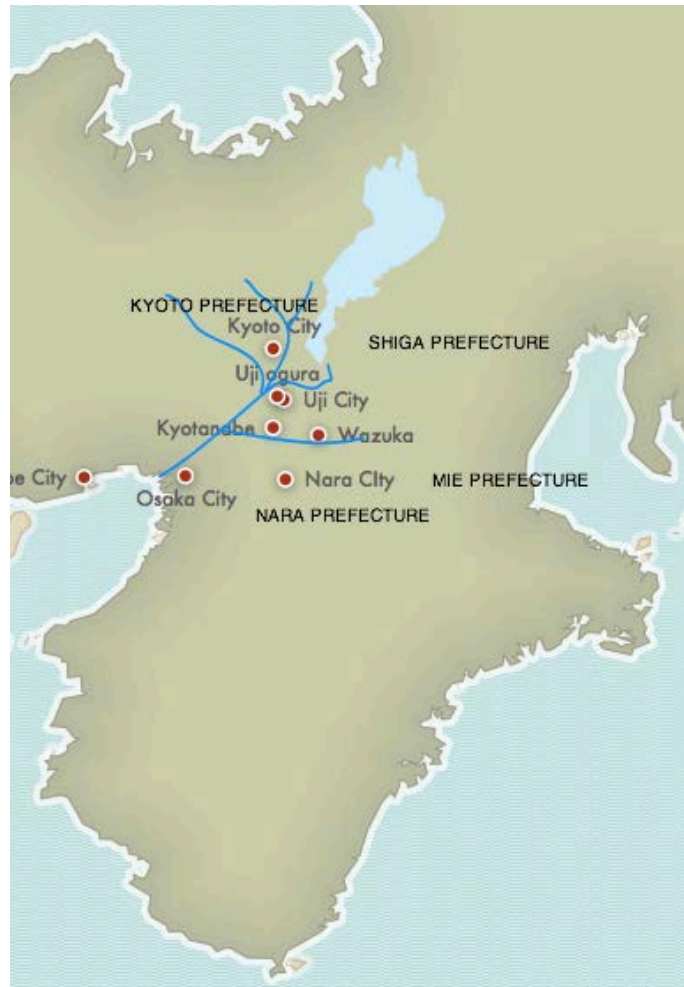 KYOTO PREFECTURE
Kyoto City
SHIGA PREFECTURE
Uji ogura
Uji City
Kyotanabe
Wazuka
be City
Osaka City
Nara CIty
MIE PREFECTURE
NARA PREFECTURE